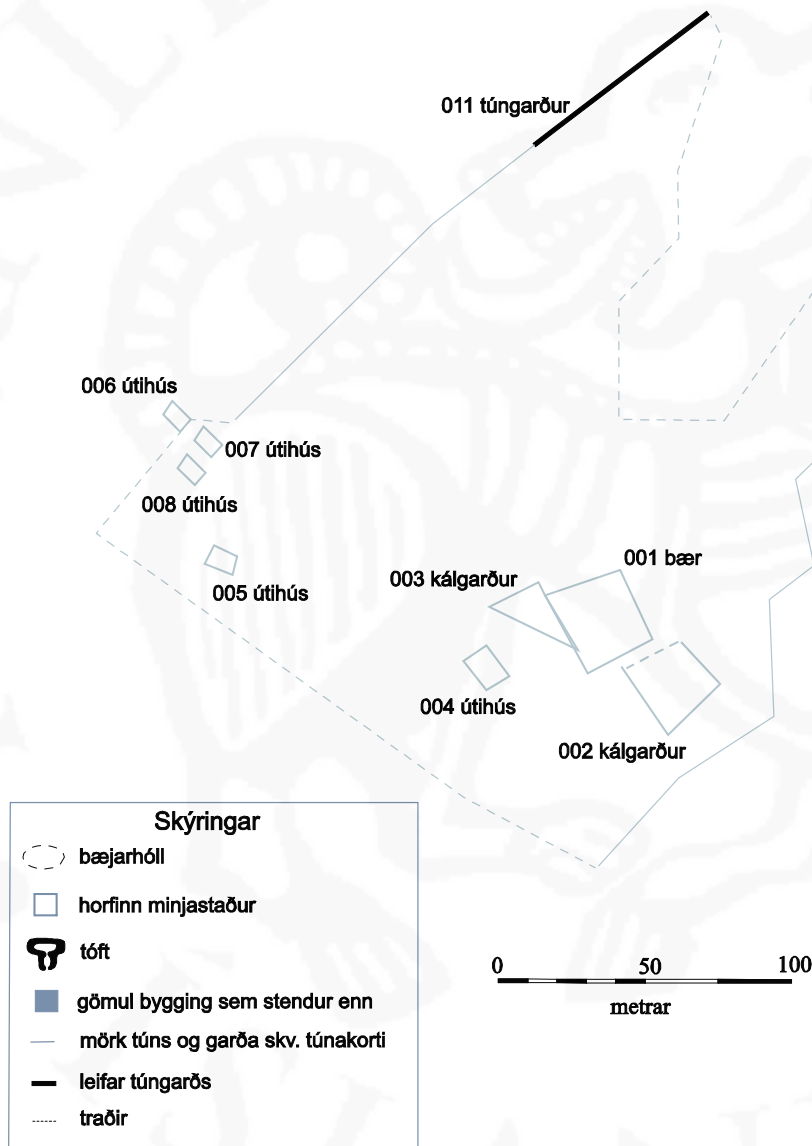 011 túngarður
006 útihús
007 útihús
008 útihús
005 útihús
001 bær
003 kálgarður
004 útihús
002 kálgarður
Skýringar
bæjarhóll
horfinn minjastaður
tóft
gömul bygging sem stendur enn
mörk túns og garða skv. túnakorti
leifar túngarðs
traðir
0 50 100
metrar